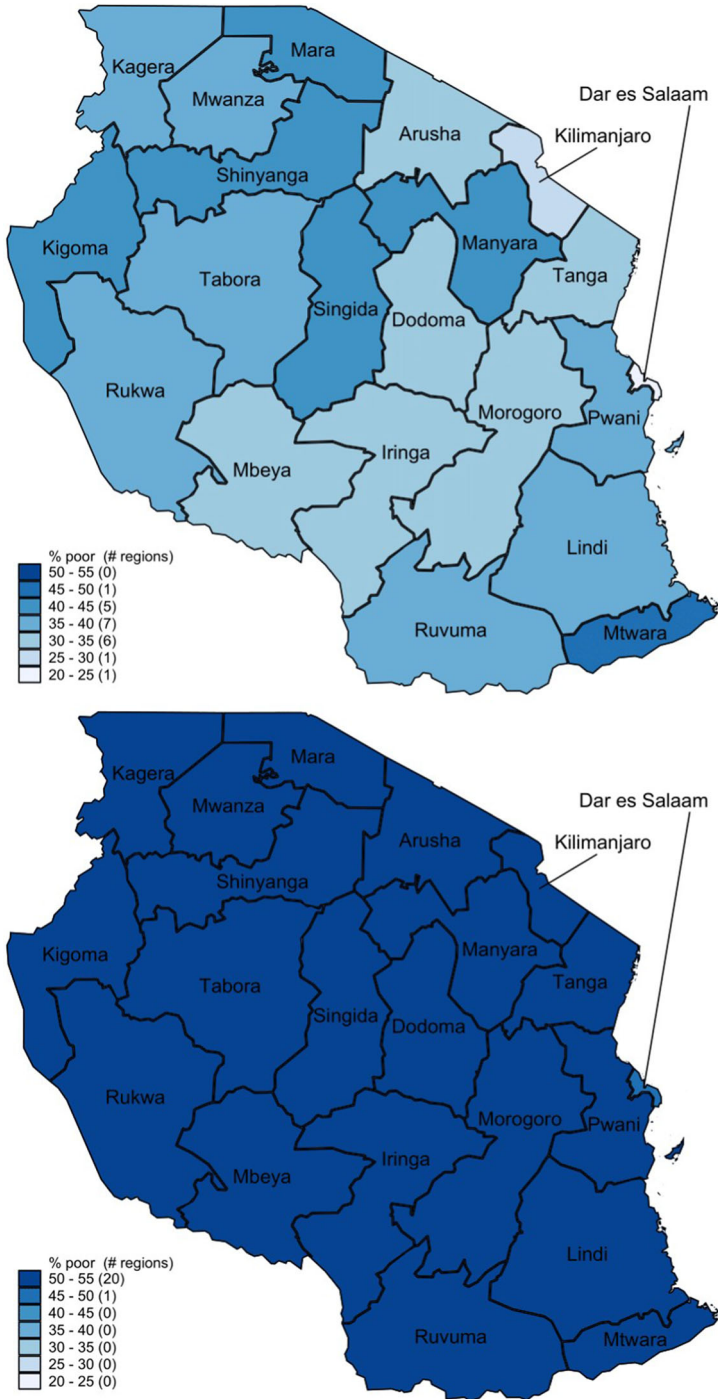 Mara
Kagera
Mwanza
Dar es Salaam
Arusha
Kilimanjaro
Shinyanga
Kigoma
Manyara
Tabora
Tanga
Singida
Dodoma
Rukwa
Morogoro
Pwani
Iringa
Mbeya
Lindi
% poor (# regions)
50 - 55 (0)
45 - 50 (1)
40 - 45 (5)
35 - 40 (7)
30 - 35 (6)
25 - 30 (1)
20 - 25 (1)
Ruvuma
Mtwara
Mara
Kagera
Mwanza
Dar es Salaam
Arusha
Kilimanjaro
Shinyanga
Kigoma
Manyara
Tabora
Tanga
Singida
Dodoma
Rukwa
Morogoro
Pwani
Iringa
Mbeya
Lindi
% poor (# regions)
50 - 55 (20)
45 - 50 (1)
40 - 45 (0)
35 - 40 (0)
30 - 35 (0)
25 - 30 (0)
20 - 25 (0)
Ruvuma
Mtwara